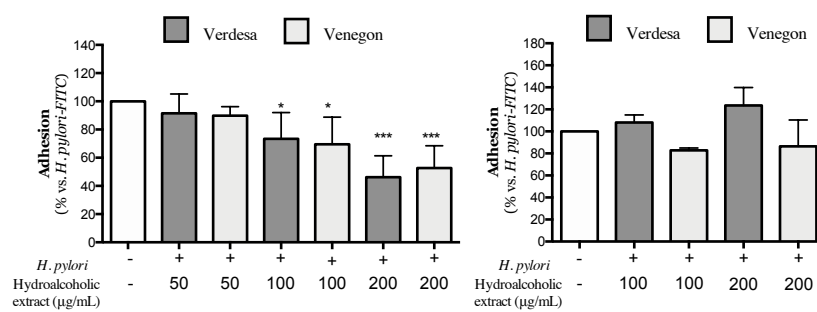 Verdesa Venegon
Adhesion
(% vs. H. pylori-FITC)
140
120
100
80
60
40
20
0
* * *** ***
H. pylori - + + + + + +
Hydroalcoholic
extract (µg/mL) - 50 50 100 100 200 200
Verdesa Venegon
Adhesion
(% vs. H. pylori-FITC)
180
160
140
120
100
80
60
40
20
0
H. pylori - + + + +
Hydroalcoholic
extract (µg/mL) - 100 100 200 200